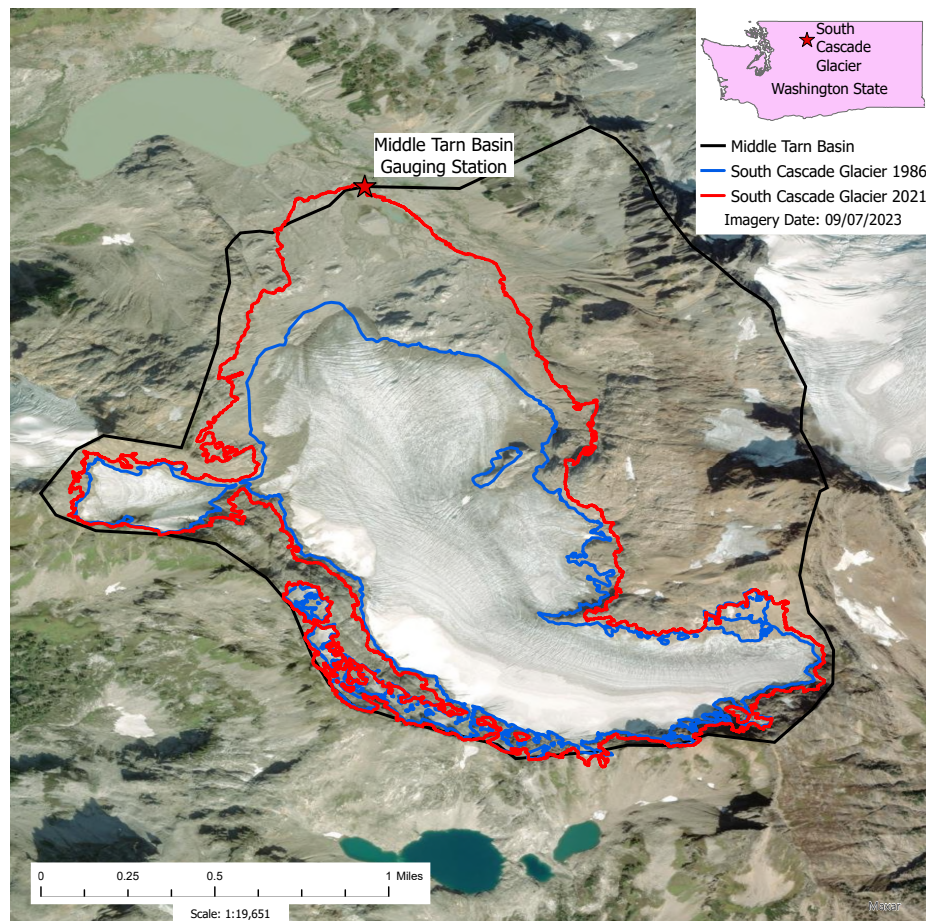 South
Cascade
Glacier
Washington State
Middle Tarn Basin
Gauging Station
Middle Tarn Basin
South Cascade Glacier 1986
South Cascade Glacier 2021
Imagery Date: 09/07/2023
0 0.25 0.5 1 Miles
Scale: 1:19,651
Maxar